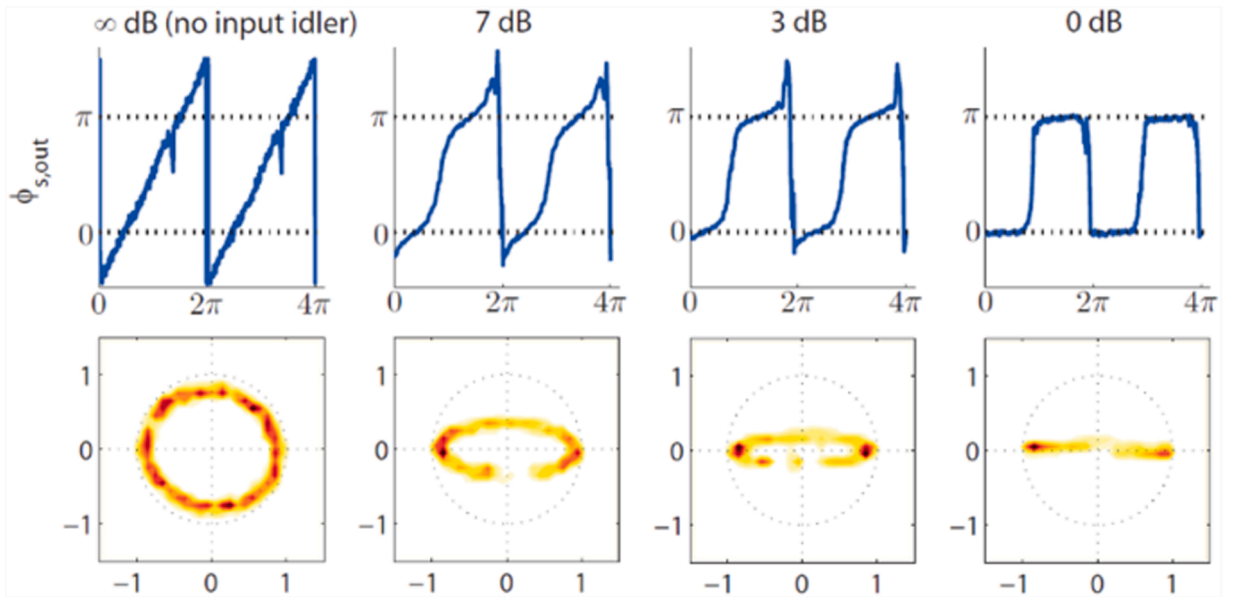 ∞ dB (no input idler) 7 dB 3 dB 0 dB
ϕs,out
π π π π
0 0 0 0
0 2π 4π 0 2π 4π 0 2π 4π 0 2π 4π
1 1 1 1
0 0 0 0
−1 −1 −1 −1
−1 0 1 −1 0 1 −1 0 1 −1 0 1